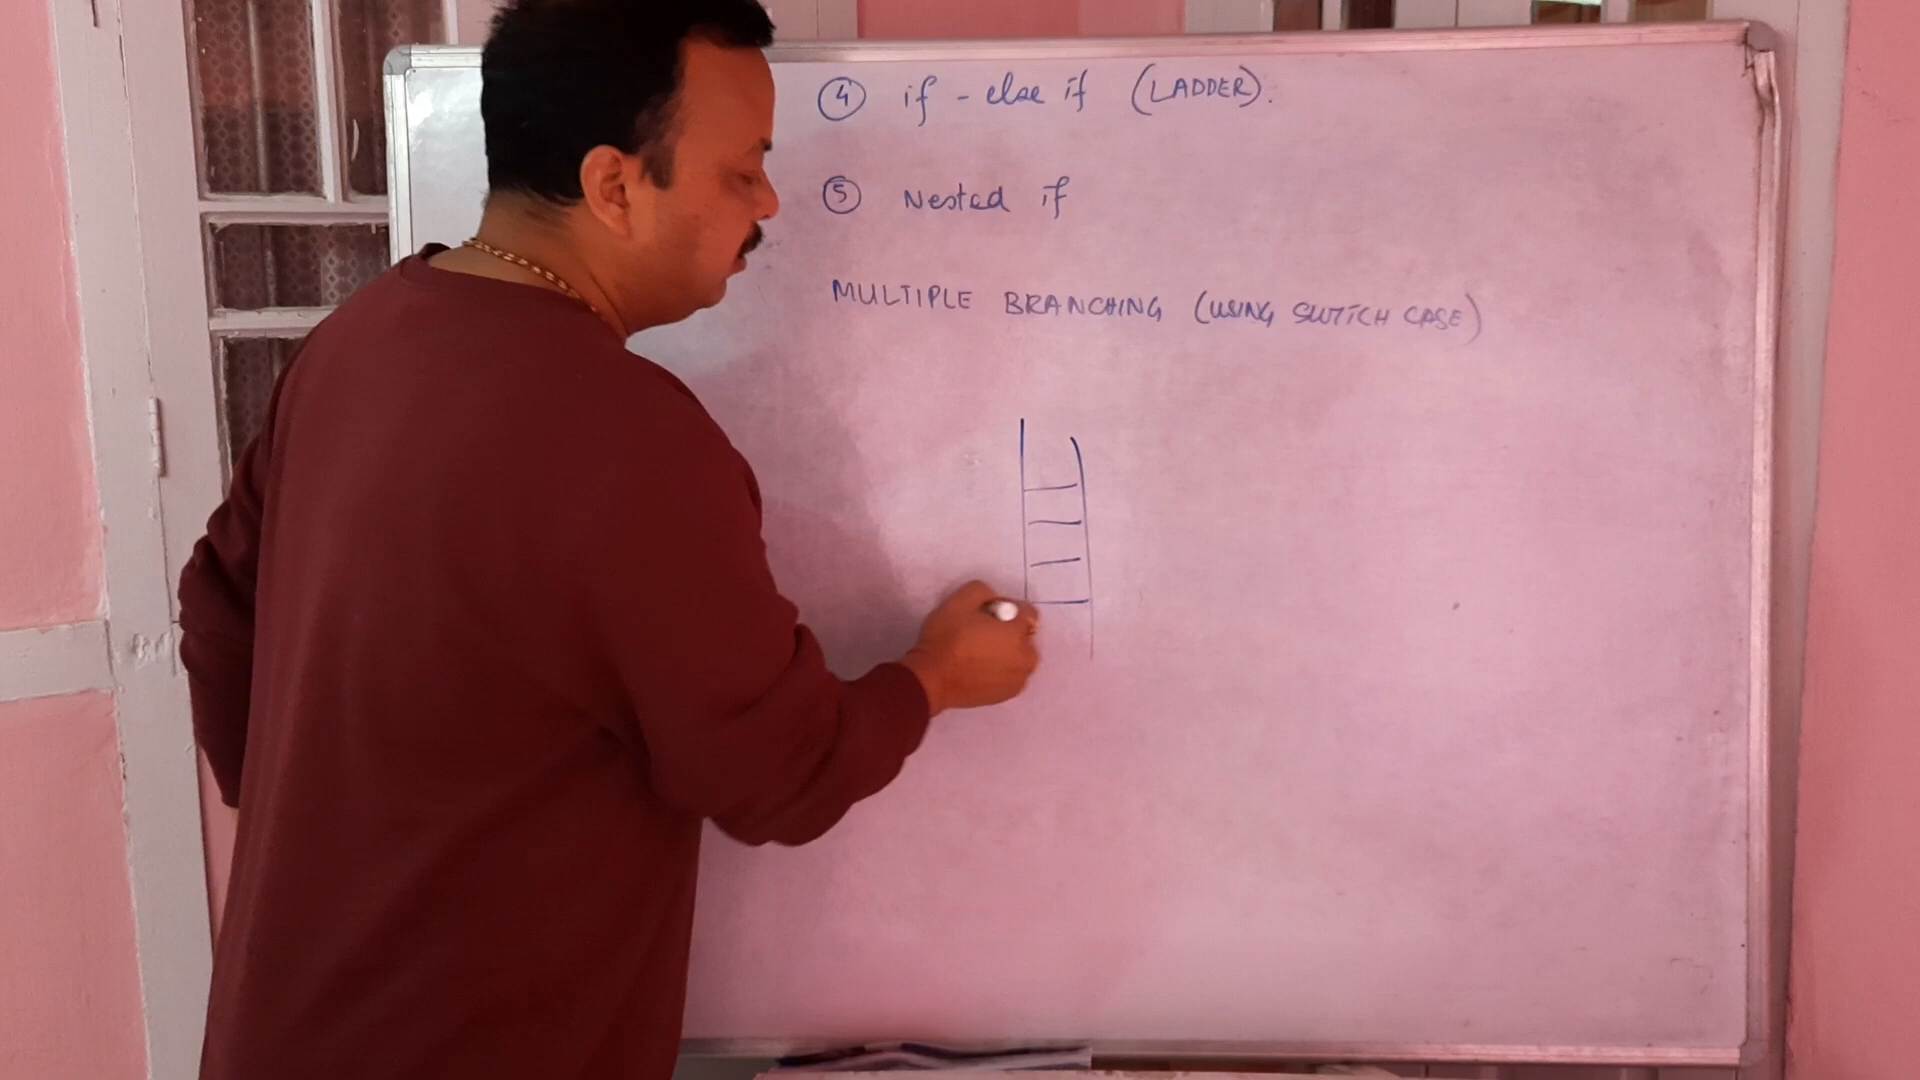 ④ if - else if (LADDER).
⑤ Nested if
MULTIPLE BRANCHING (USING SWITCH CASE)